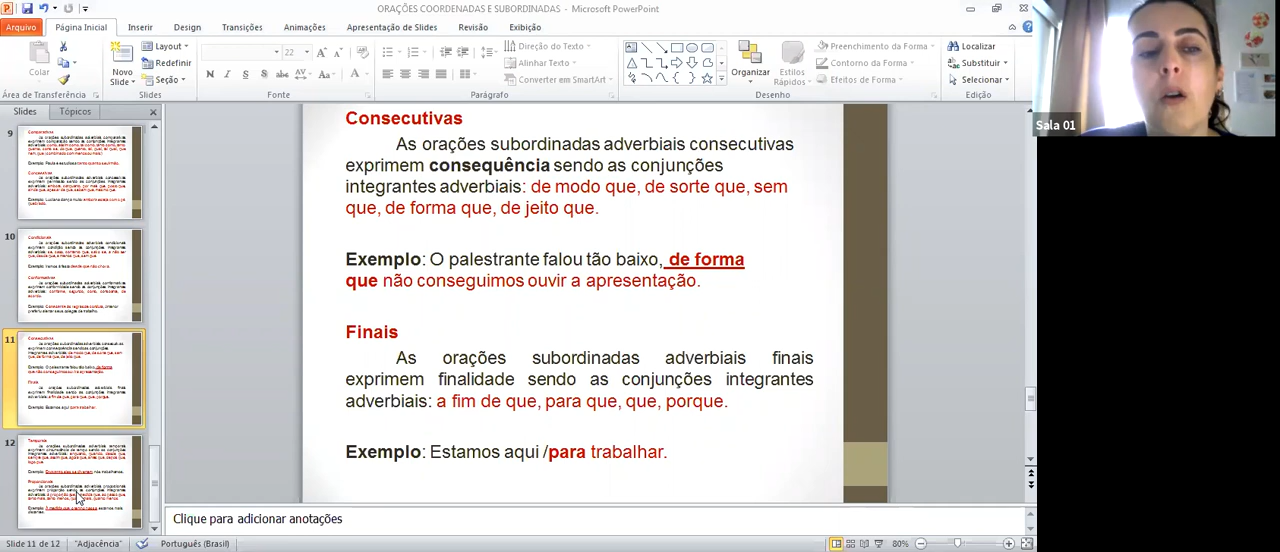 ORAÇÕES COORDENADAS E SUBORDINADAS - Microsoft PowerPoint
Arquivo Página Inicial Inserir Design Transições Animações Apresentação de Slides Revisão Exibição
Colar
Novo Slide
Layout
Redefinir
Seção
22
N I S
Direção do Texto
Alinhar Texto
Converter em SmartArt
Organizar
Estilos Rápidos
Preenchimento da Forma
Contorno da Forma
Efeitos de Forma
Localizar
Substituir
Selecionar
Área de Transferência Slides Fonte Parágrafo Desenho Edição
Slides Tópicos
9
10
11
12
Consecutivas
As orações subordinadas adverbiais consecutivas
exprimem consequência sendo as conjunções
integrantes adverbiais: de modo que, de sorte que, sem
que, de forma que, de jeito que.
Exemplo: O palestrante falou tão baixo, de forma
que não conseguimos ouvir a apresentação.
Finais
As orações subordinadas adverbiais finais
exprimem finalidade sendo as conjunções integrantes
adverbiais: a fim de que, para que, que, porque.
Exemplo: Estamos aqui /para trabalhar.
Clique para adicionar anotações
Slide 11 de 12 "Adjacência" Português (Brasil) 80%
Sala 01